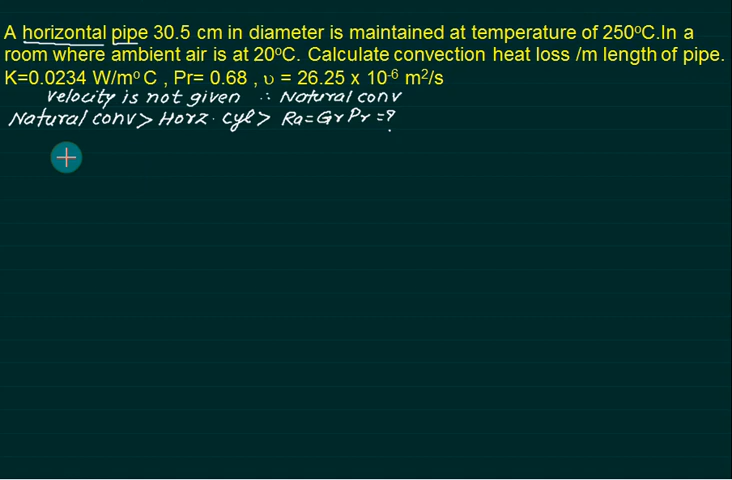 A horizontal pipe 30.5 cm in diameter is maintained at temperature of 250ºC.In a
room where ambient air is at 20ºC. Calculate convection heat loss /m length of pipe.
K=0.0234 W/mº C , Pr= 0.68 , υ = 26.25 x 10⁻⁶ m²/s
Velocity is not given ∴ Natural conv
Natural conv > Horz. cyl > Ra=Gr Pr =?